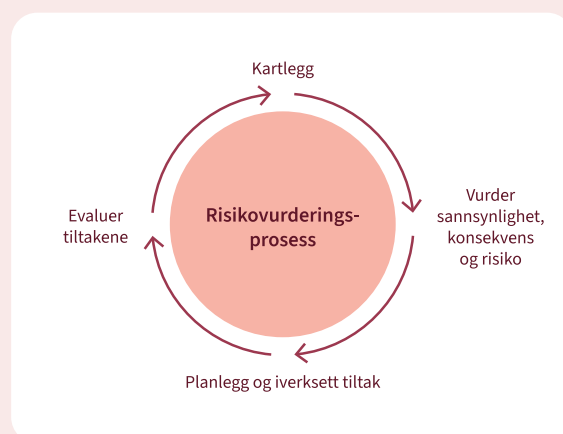 Kartlegg
Vurder
sannsynlighet,
konsekvens
og risiko
Planlegg og iverksett tiltak
Evaluer
tiltakene
Risikovurderings-
prosess